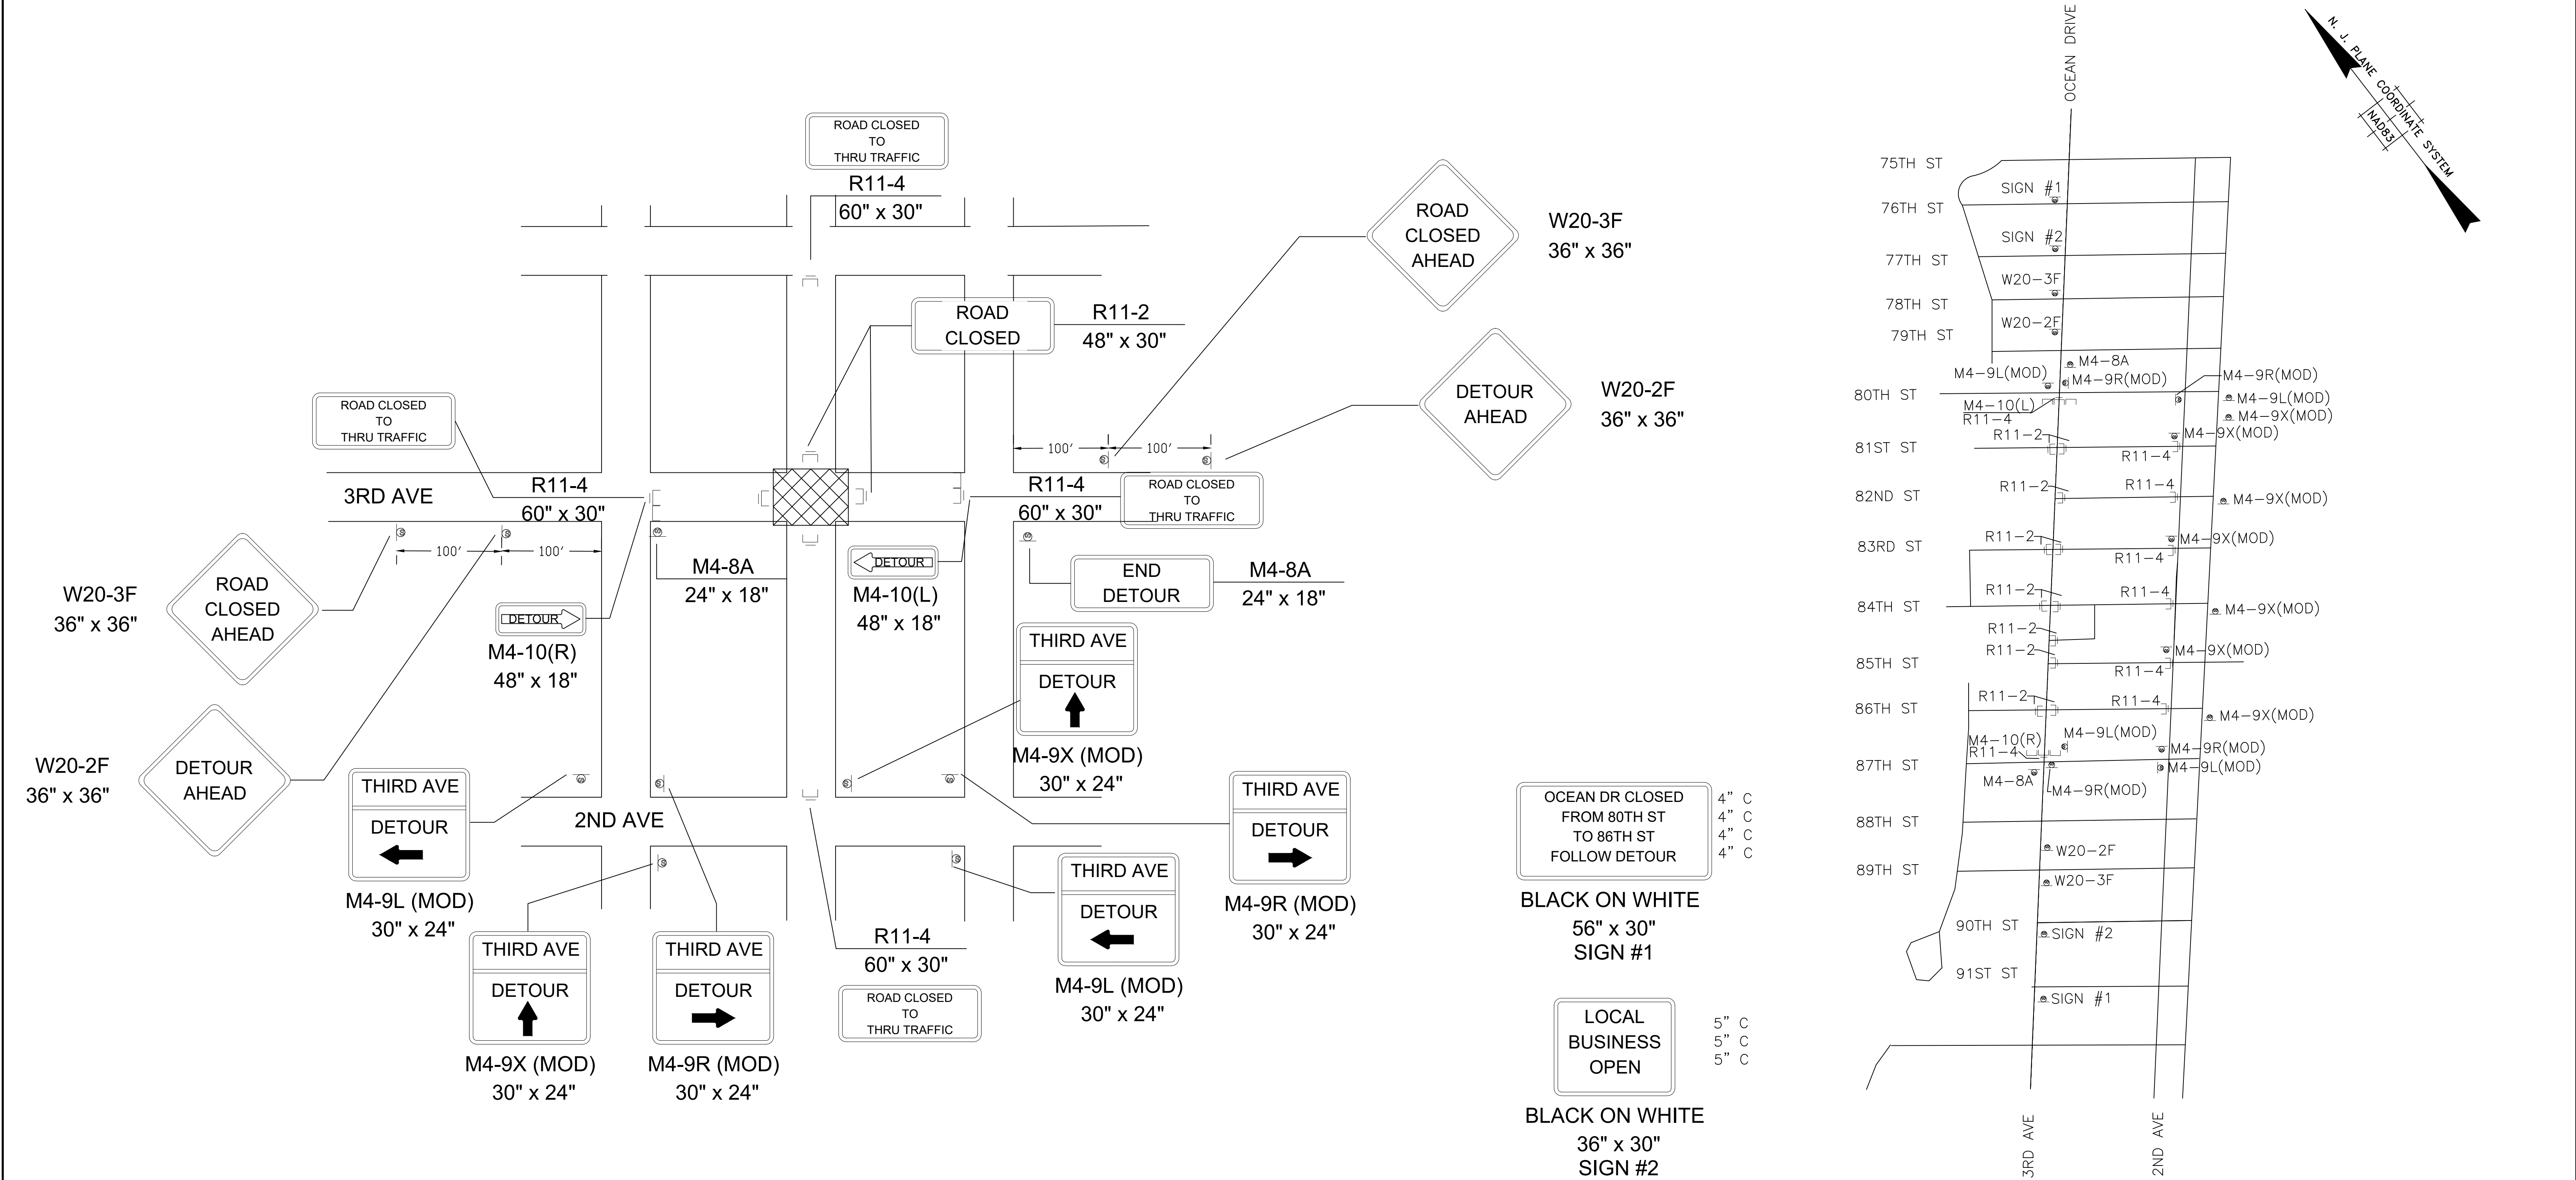 ROAD CLOSED
TO
THRU TRAFFIC
R11-4
60" x 30"
ROAD
CLOSED
R11-2
48" x 30"
ROAD
CLOSED
AHEAD
W20-3F
36" x 36"
DETOUR
AHEAD
W20-2F
36" x 36"
100'
100'
ROAD CLOSED
TO
THRU TRAFFIC
R11-4
60" x 30"
3RD AVE
R11-4
60" x 30"
ROAD CLOSED
TO
THRU TRAFFIC
100'
100'
ROAD
CLOSED
AHEAD
W20-3F
36" x 36"
DETOUR
M4-10(R)
48" x 18"
M4-8A
24" x 18"
DETOUR
M4-10(L)
48" x 18"
END
DETOUR
M4-8A
24" x 18"
DETOUR
AHEAD
W20-2F
36" x 36"
THIRD AVE
DETOUR
M4-9X (MOD)
30" x 24"
THIRD AVE
DETOUR
M4-9L (MOD)
30" x 24"
2ND AVE
THIRD AVE
DETOUR
M4-9R (MOD)
30" x 24"
THIRD AVE
DETOUR
M4-9X (MOD)
30" x 24"
THIRD AVE
DETOUR
M4-9R (MOD)
30" x 24"
R11-4
60" x 30"
ROAD CLOSED
TO
THRU TRAFFIC
THIRD AVE
DETOUR
M4-9L (MOD)
30" x 24"
OCEAN DR CLOSED
FROM 80TH ST
TO 86TH ST
FOLLOW DETOUR
4" C
4" C
4" C
4" C
BLACK ON WHITE
56" x 30"
SIGN #1
LOCAL
BUSINESS
OPEN
5" C
5" C
5" C
BLACK ON WHITE
36" x 30"
SIGN #2
OCEAN DRIVE
N. J. PLANE COORDINATE SYSTEM
NAD83
75TH ST
SIGN #1
76TH ST
SIGN #2
77TH ST
W20-3F
78TH ST
W20-2F
79TH ST
M4-8A
M4-9L(MOD)
M4-9R(MOD)
M4-9R(MOD)
80TH ST
M4-9L(MOD)
M4-10(L)
R11-4
M4-9X(MOD)
R11-2
M4-9X(MOD)
81ST ST
R11-4
82ND ST
R11-2
R11-4
M4-9X(MOD)
83RD ST
R11-2
M4-9X(MOD)
R11-4
R11-2
R11-4
84TH ST
M4-9X(MOD)
R11-2
R11-2
M4-9X(MOD)
85TH ST
R11-4
R11-2
R11-4
86TH ST
M4-9X(MOD)
M4-9L(MOD)
M4-10(R)
R11-4
M4-9R(MOD)
87TH ST
M4-9L(MOD)
M4-8A
M4-9R(MOD)
88TH ST
W20-2F
89TH ST
W20-3F
90TH ST
SIGN #2
91ST ST
SIGN #1
3RD AVE
2ND AVE